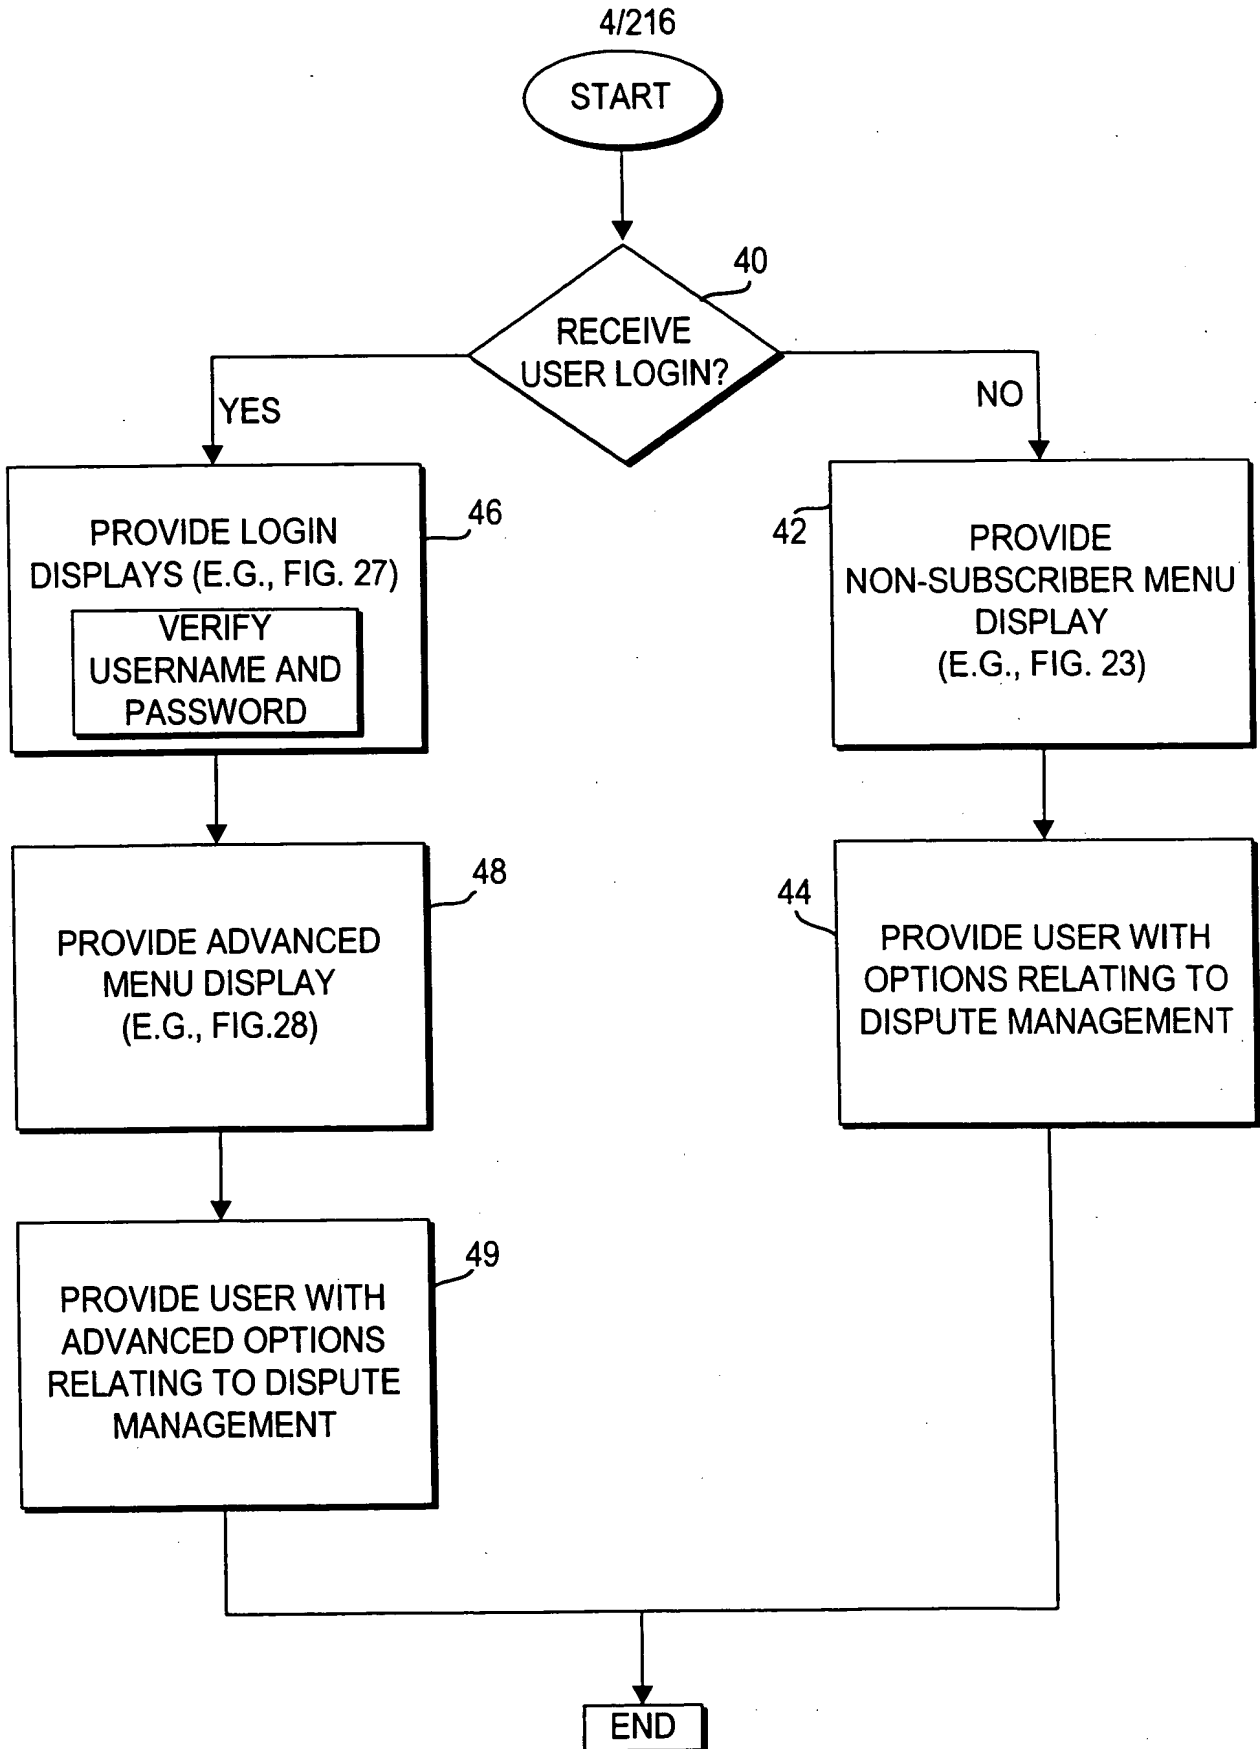 4/216
START
40
RECEIVE
USER LOGIN?
YES
NO
46
PROVIDE LOGIN
DISPLAYS (E.G., FIG. 27)
VERIFY
USERNAME AND
PASSWORD
42
PROVIDE
NON-SUBSCRIBER MENU
DISPLAY
(E.G., FIG. 23)
48
PROVIDE ADVANCED
MENU DISPLAY
(E.G., FIG.28)
44
PROVIDE USER WITH
OPTIONS RELATING TO
DISPUTE MANAGEMENT
49
PROVIDE USER WITH
ADVANCED OPTIONS
RELATING TO DISPUTE
MANAGEMENT
END